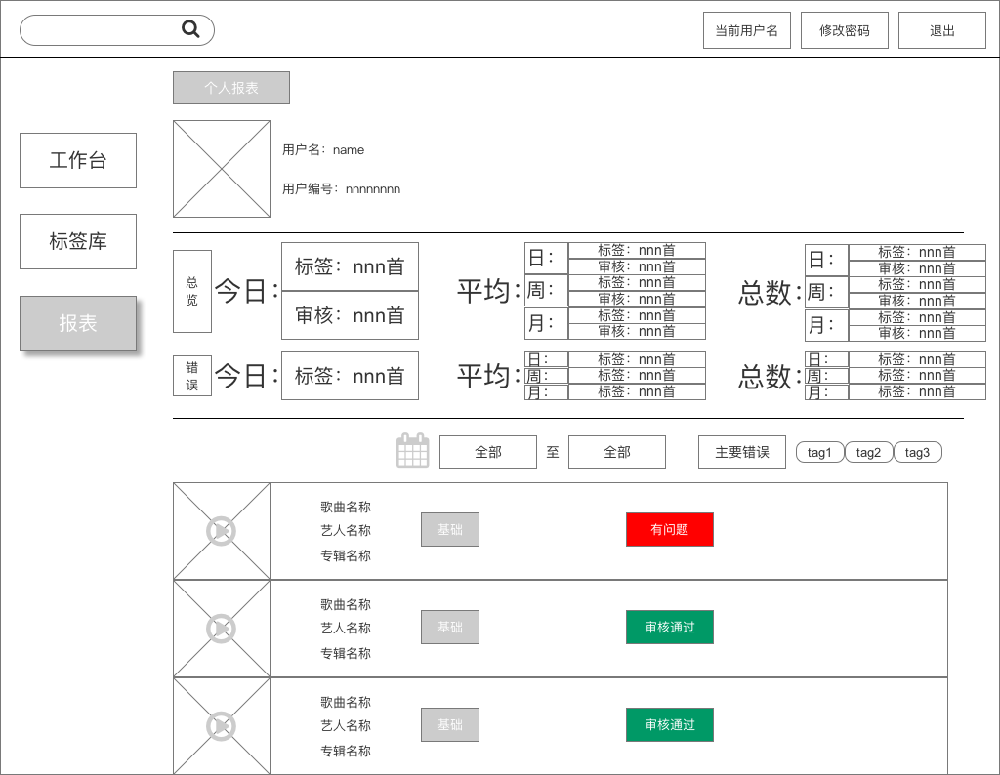 当前用户名
修改密码
退出
个人报表
工作台
标签库
报表
用户名：name
用户编号：nnnnnnnn
总览
今日：
标签：nnn首
审核：nnn首
平均：
日：
标签：nnn首
审核：nnn首
周：
标签：nnn首
审核：nnn首
月：
标签：nnn首
审核：nnn首
总数：
日：
标签：nnn首
审核：nnn首
周：
标签：nnn首
审核：nnn首
月：
标签：nnn首
审核：nnn首
错误
今日：
标签：nnn首
平均：
日：
标签：nnn首
周：
标签：nnn首
月：
标签：nnn首
总数：
日：
标签：nnn首
周：
标签：nnn首
月：
标签：nnn首
全部
至
全部
主要错误
tag1
tag2
tag3
歌曲名称
艺人名称
专辑名称
基础
有问题
歌曲名称
艺人名称
专辑名称
基础
审核通过
歌曲名称
艺人名称
专辑名称
基础
审核通过